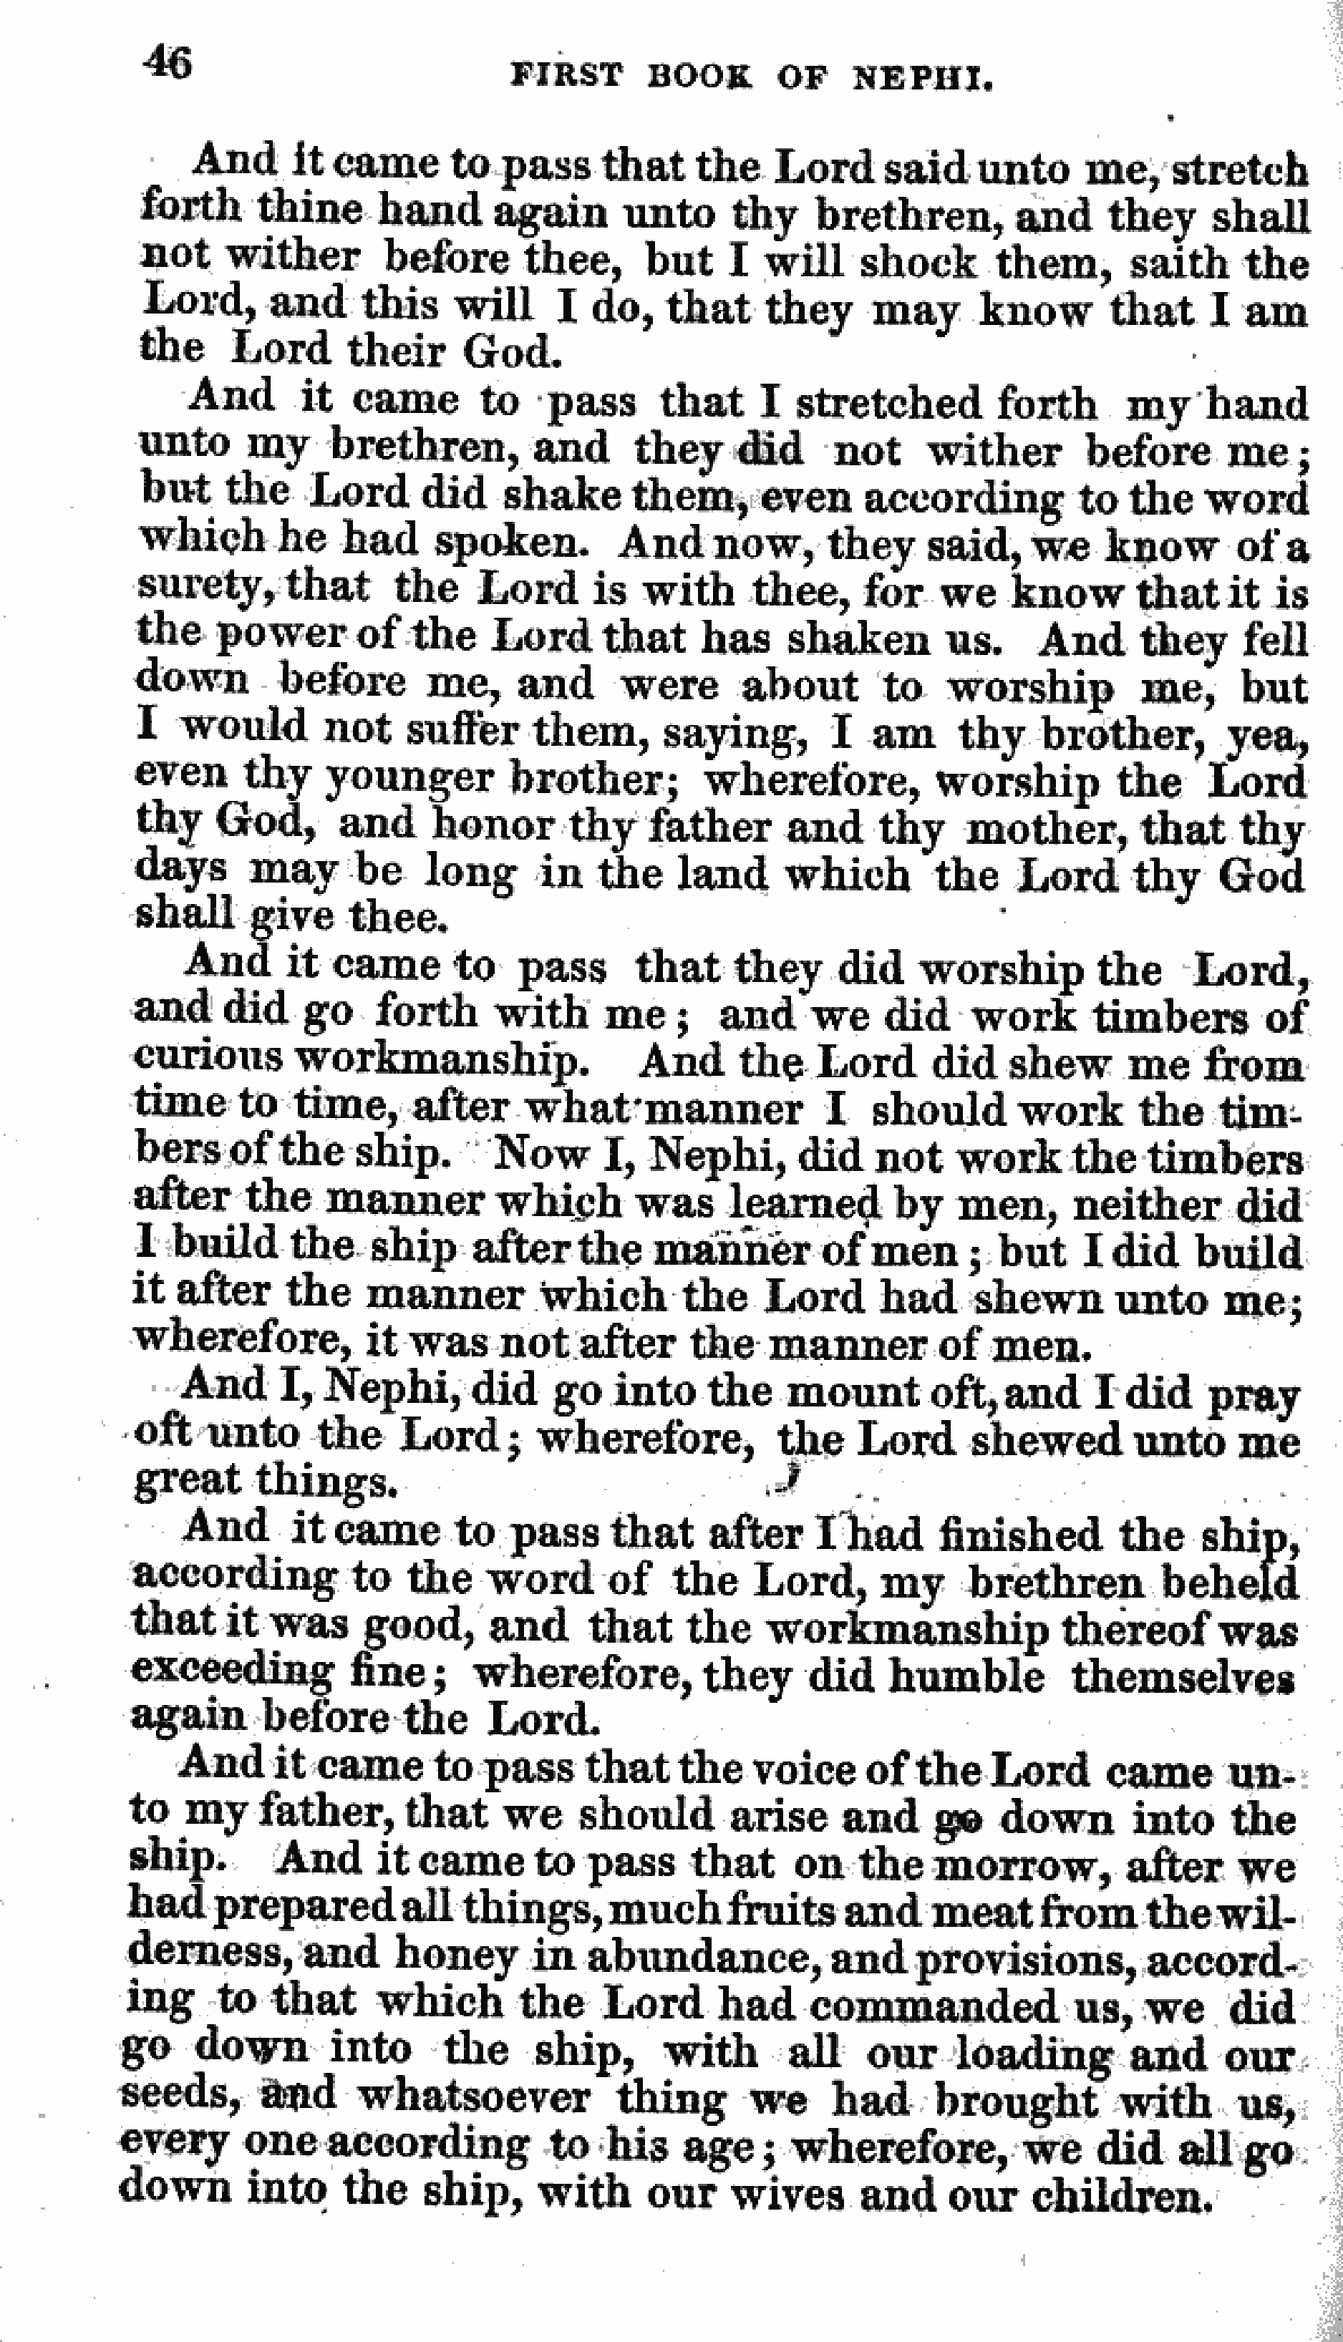 46
FIRST BOOK OF NEPHI.
And it came to pass that the Lord said unto me, stretch
forth thine hand again unto thy brethren, and they shall
not wither before thee, but I will shock them, saith the
Lord, and this will I do, that they may know that I am
the Lord their God.
And it came to pass that I stretched forth my hand
unto my brethren, and they did not wither before me;
but the Lord did shake them, even according to the word
which he had spoken. And now, they said, we know of a
surety, that the Lord is with thee, for we know that it is
the power of the Lord that has shaken us. And they fell
down before me, and were about to worship me, but
I would not suffer them, saying, I am thy brother, yea,
even thy younger brother; wherefore, worship the Lord
thy God, and honor thy father and thy mother, that thy
days may be long in the land which the Lord thy God
shall give thee.
And it came to pass that they did worship the Lord,
and did go forth with me; and we did work timbers of
curious workmanship. And the Lord did shew me from
time to time, after what manner I should work the tim-
bers of the ship. Now I, Nephi, did not work the timbers
after the manner which was learned by men, neither did
I build the ship after the manner of men; but I did build
it after the manner which the Lord had shewn unto me;
wherefore, it was not after the manner of men.
And I, Nephi, did go into the mount oft, and I did pray
oft unto the Lord; wherefore, the Lord shewed unto me
great things.
And it came to pass that after I had finished the ship,
according to the word of the Lord, my brethren beheld
that it was good, and that the workmanship thereof was
exceeding fine; wherefore, they did humble themselves
again before the Lord.
And it came to pass that the voice of the Lord came un-
to my father, that we should arise and go down into the
ship. And it came to pass that on the morrow, after we
had prepared all things, much fruits and meat from the wil-
derness, and honey in abundance, and provisions, accord-
ing to that which the Lord had commanded us, we did
go down into the ship, with all our loading and our
seeds, and whatsoever thing we had brought with us,
every one according to his age; wherefore, we did all go
down into the ship, with our wives and our children.